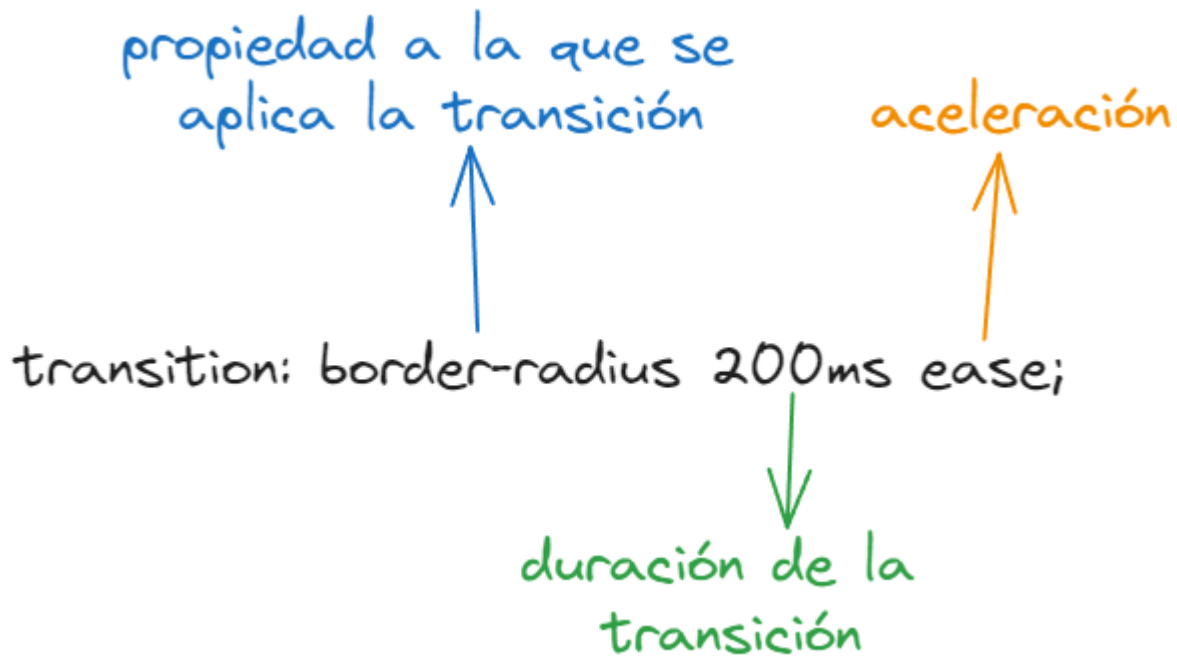 propiedad a la que se
aplica la transición
aceleración
transition: border-radius 200ms ease;
duración de la
transición